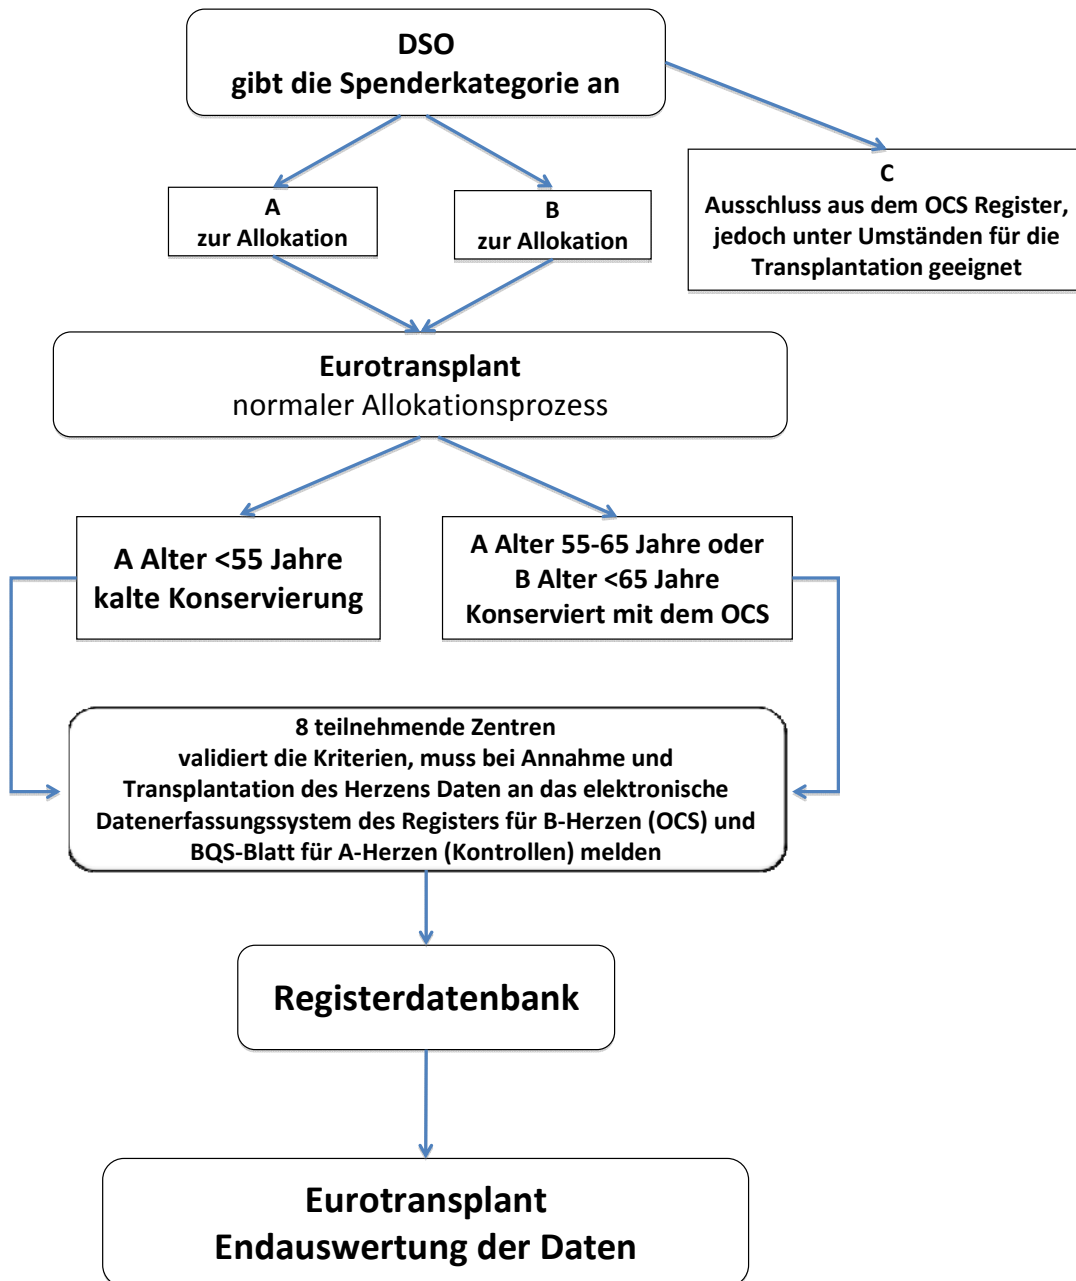 DSO
gibt die Spenderkategorie an
A
zur Allokation
B
zur Allokation
C
Ausschluss aus dem OCS Register,
jedoch unter Umständen für die
Transplantation geeignet
Eurotransplant
normaler Allokationsprozess
A Alter <55 Jahre
kalte Konservierung
A Alter 55-65 Jahre oder
B Alter <65 Jahre
Konserviert mit dem OCS
8 teilnehmende Zentren
validiert die Kriterien, muss bei Annahme und
Transplantation des Herzens Daten an das elektronische
Datenerfassungssystem des Registers für B-Herzen (OCS) und
BQS-Blatt für A-Herzen (Kontrollen) melden
Registerdatenbank
Eurotransplant
Endauswertung der Daten